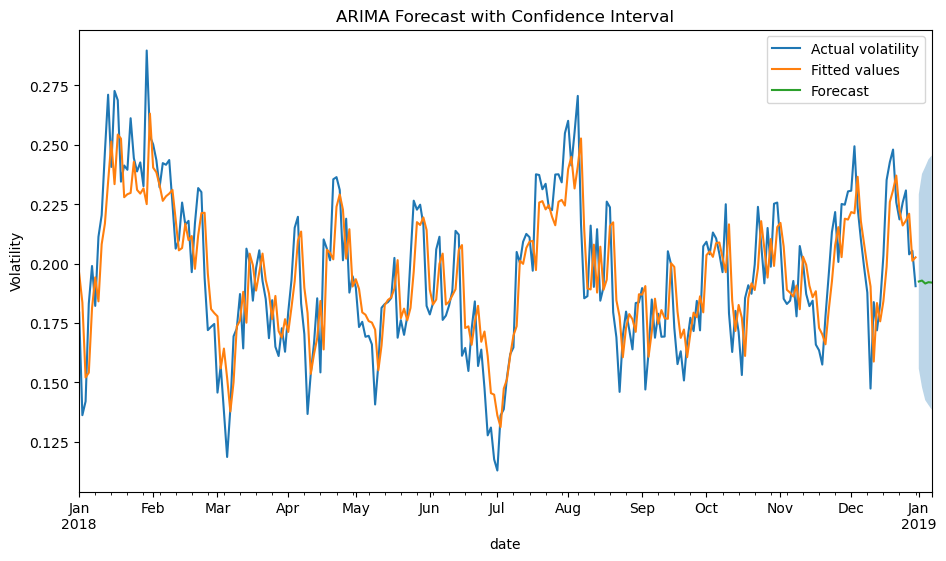 ARIMA Forecast with Confidence Interval
Actual volatility
Fitted values
Forecast
Volatility
0.275
0.250
0.225
0.200
0.175
0.150
0.125
Jan Feb Mar Apr May Jun Jul Aug Sep Oct Nov Dec Jan
2018 2019
date